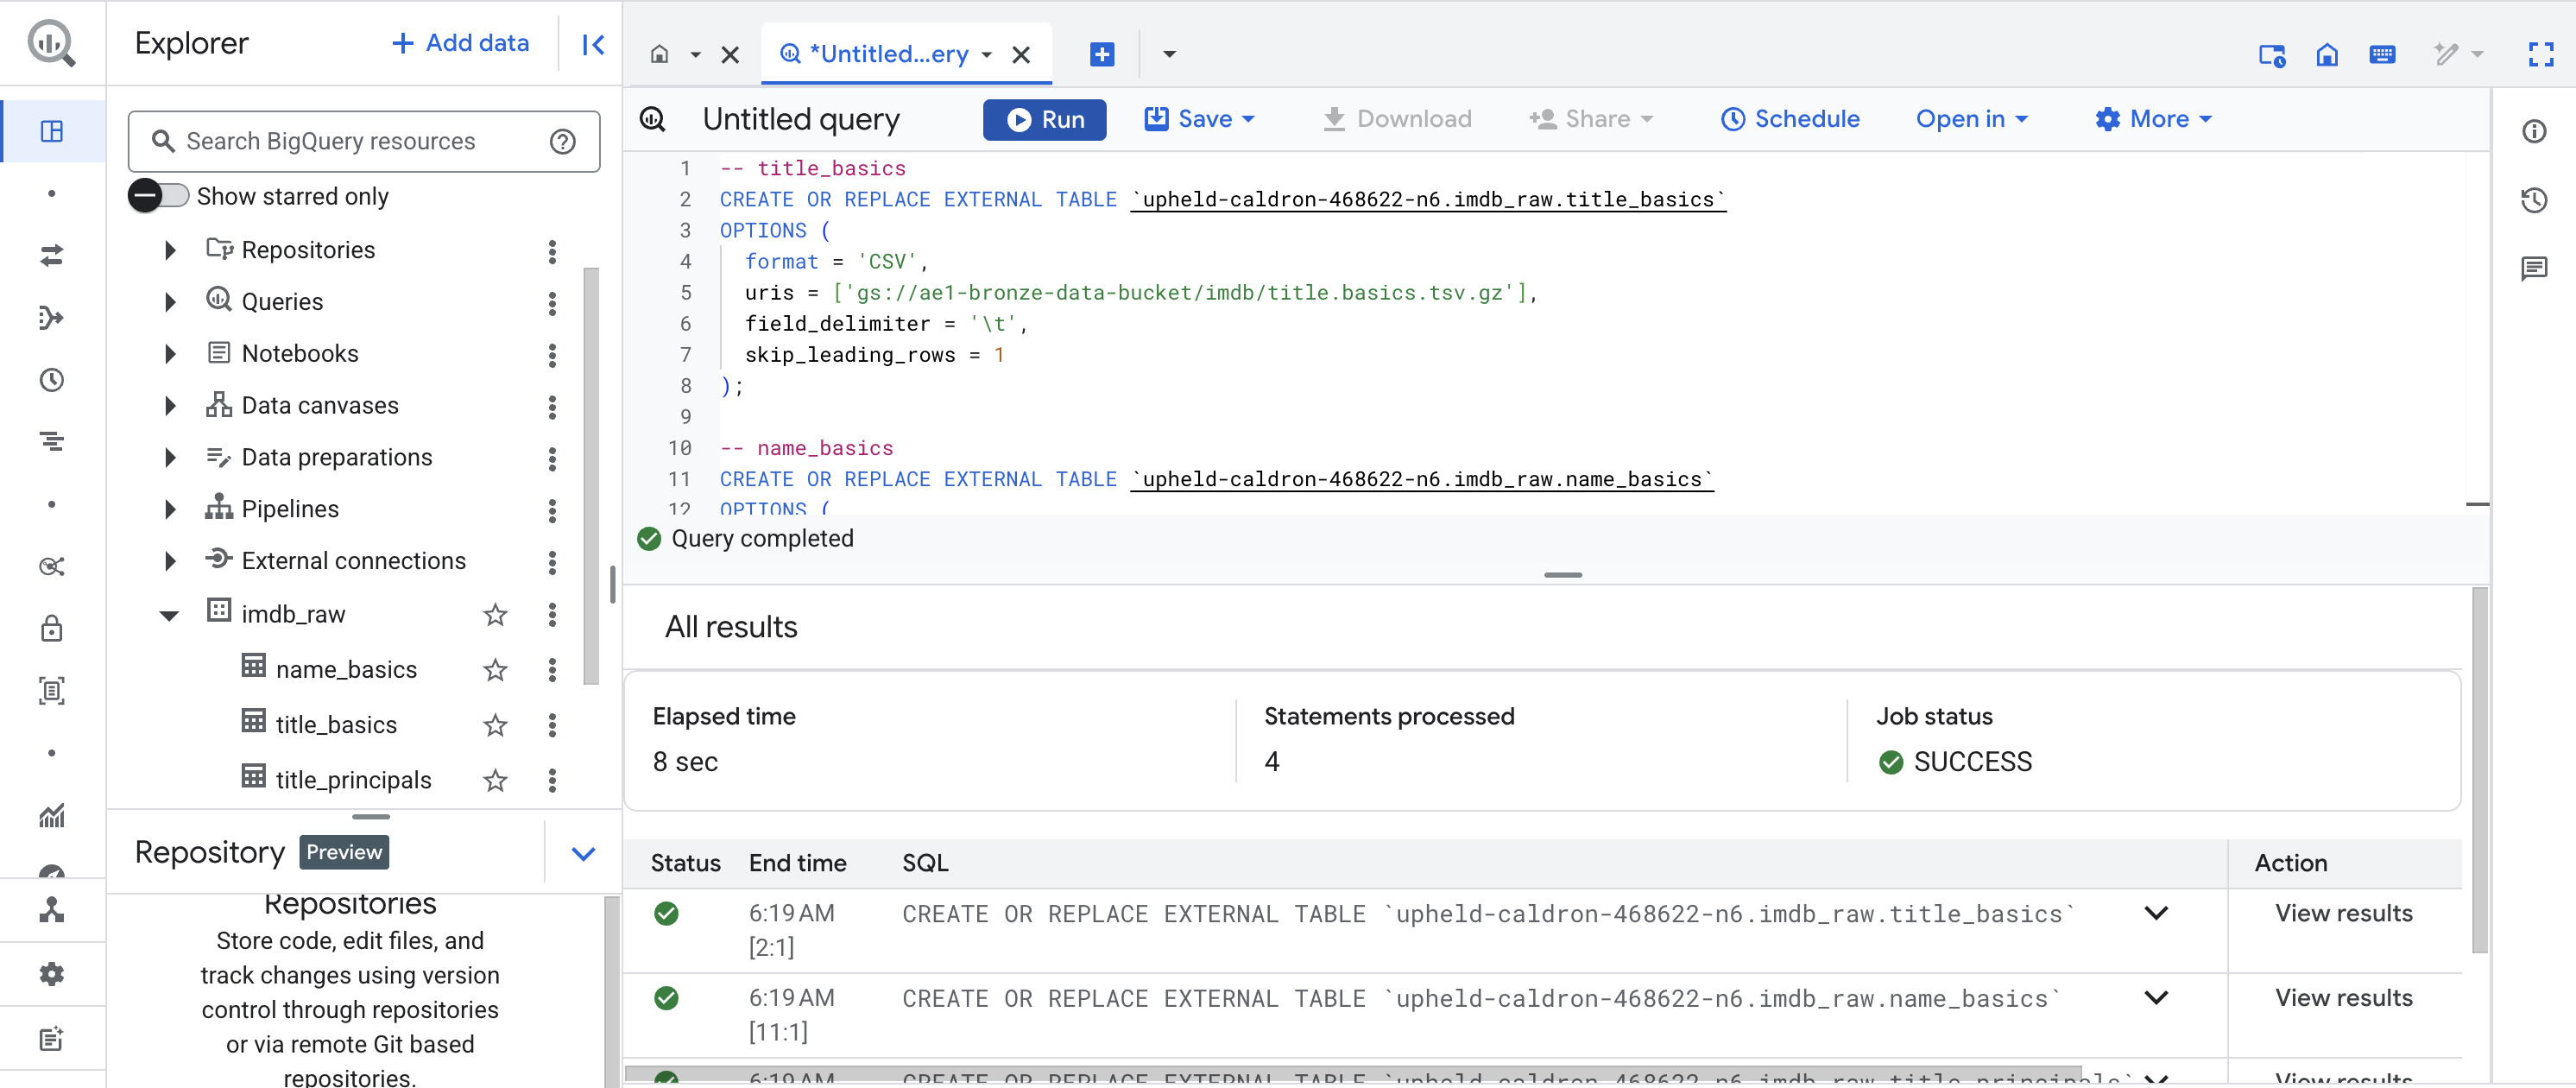 Explorer
+ Add data
Search BigQuery resources
Show starred only
Repositories
Queries
Notebooks
Data canvases
Data preparations
Pipelines
External connections
imdb_raw
name_basics
title_basics
title_principals
Repository Preview
Repositories
Store code, edit files, and
track changes using version
control through repositories
or via remote Git based
repositories.
*Untitled...ery
Untitled query
Run
Save
Download
Share
Schedule
Open in
More
1 -- title_basics
2 CREATE OR REPLACE EXTERNAL TABLE `upheld-caldron-468622-n6.imdb_raw.title_basics`
3 OPTIONS (
4 format = 'CSV',
5 uris = ['gs://ae1-bronze-data-bucket/imdb/title.basics.tsv.gz'],
6 field_delimiter = '\t',
7 skip_leading_rows = 1
8 );
9
10 -- name_basics
11 CREATE OR REPLACE EXTERNAL TABLE `upheld-caldron-468622-n6.imdb_raw.name_basics`
12 OPTIONS (
Query completed
All results
Elapsed time
8 sec
Statements processed
4
Job status
SUCCESS
Status End time SQL Action
6:19 AM CREATE OR REPLACE EXTERNAL TABLE `upheld-caldron-468622-n6.imdb_raw.title_basics` View results
[2:1]
6:19 AM CREATE OR REPLACE EXTERNAL TABLE `upheld-caldron-468622-n6.imdb_raw.name_basics` View results
[11:1]
6:19 AM CREATE OR REPLACE EXTERNAL TABLE `upheld-caldron-468622-n6.imdb_raw.title_principals` View results